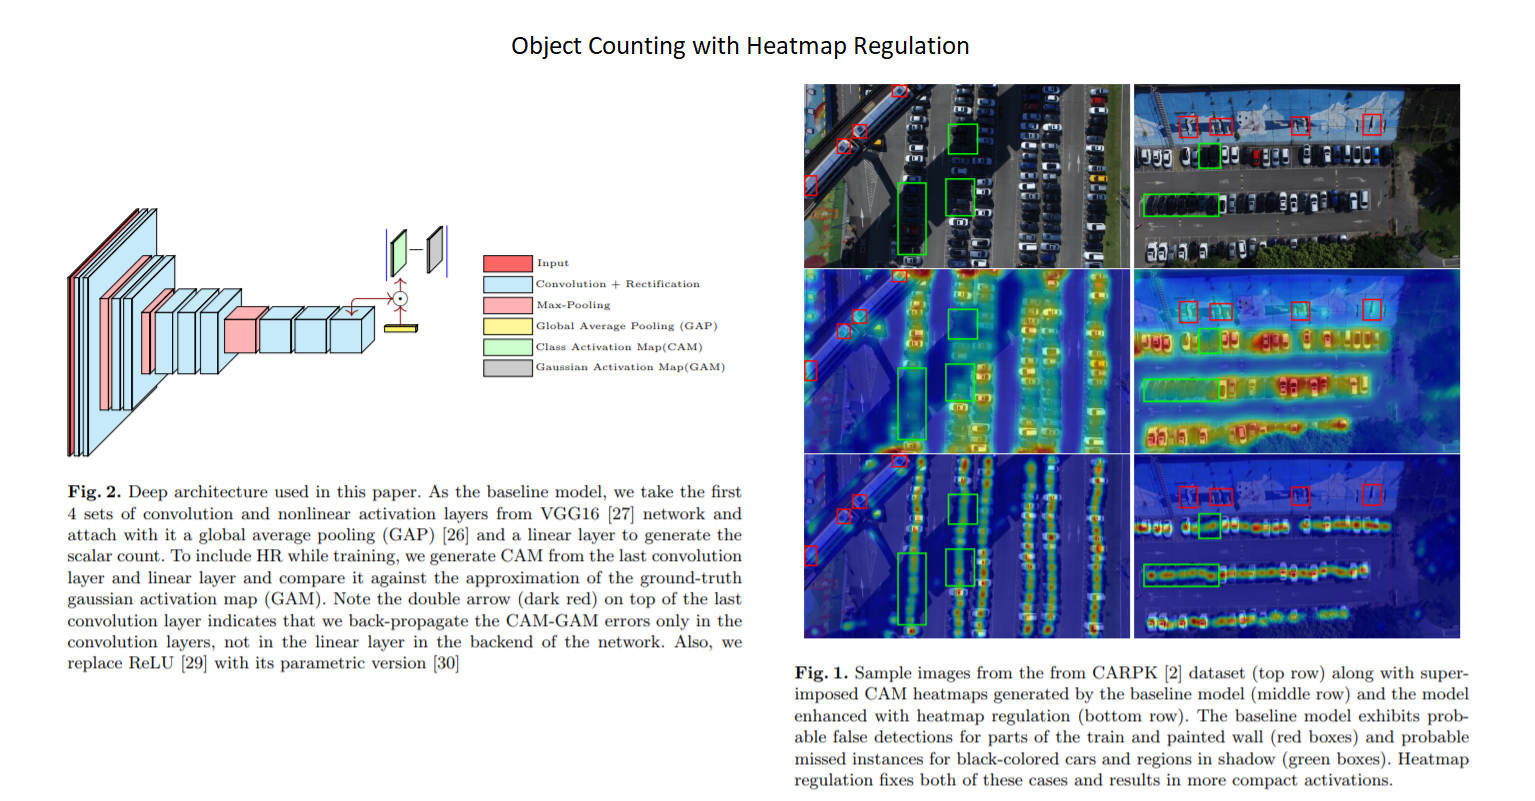 Object Counting with Heatmap Regulation
Input
Convolution + Rectification
Max-Pooling
Global Average Pooling (GAP)
Class Activation Map(CAM)
Gaussian Activation Map(GAM)
Fig. 2. Deep architecture used in this paper. As the baseline model, we take the first
4 sets of convolution and nonlinear activation layers from VGG16 [27] network and
attach with it a global average pooling (GAP) [26] and a linear layer to generate the
scalar count. To include HR while training, we generate CAM from the last convolution
layer and linear layer and compare it against the approximation of the ground-truth
gaussian activation map (GAM). Note the double arrow (dark red) on top of the last
convolution layer indicates that we back-propagate the CAM-GAM errors only in the
convolution layers, not in the linear layer in the backend of the network. Also, we
replace ReLU [29] with its parametric version [30]
Fig. 1. Sample images from the from CARPK [2] dataset (top row) along with super-
imposed CAM heatmaps generated by the baseline model (middle row) and the model
enhanced with heatmap regulation (bottom row). The baseline model exhibits prob-
able false detections for parts of the train and painted wall (red boxes) and probable
missed instances for black-colored cars and regions in shadow (green boxes). Heatmap
regulation fixes both of these cases and results in more compact activations.